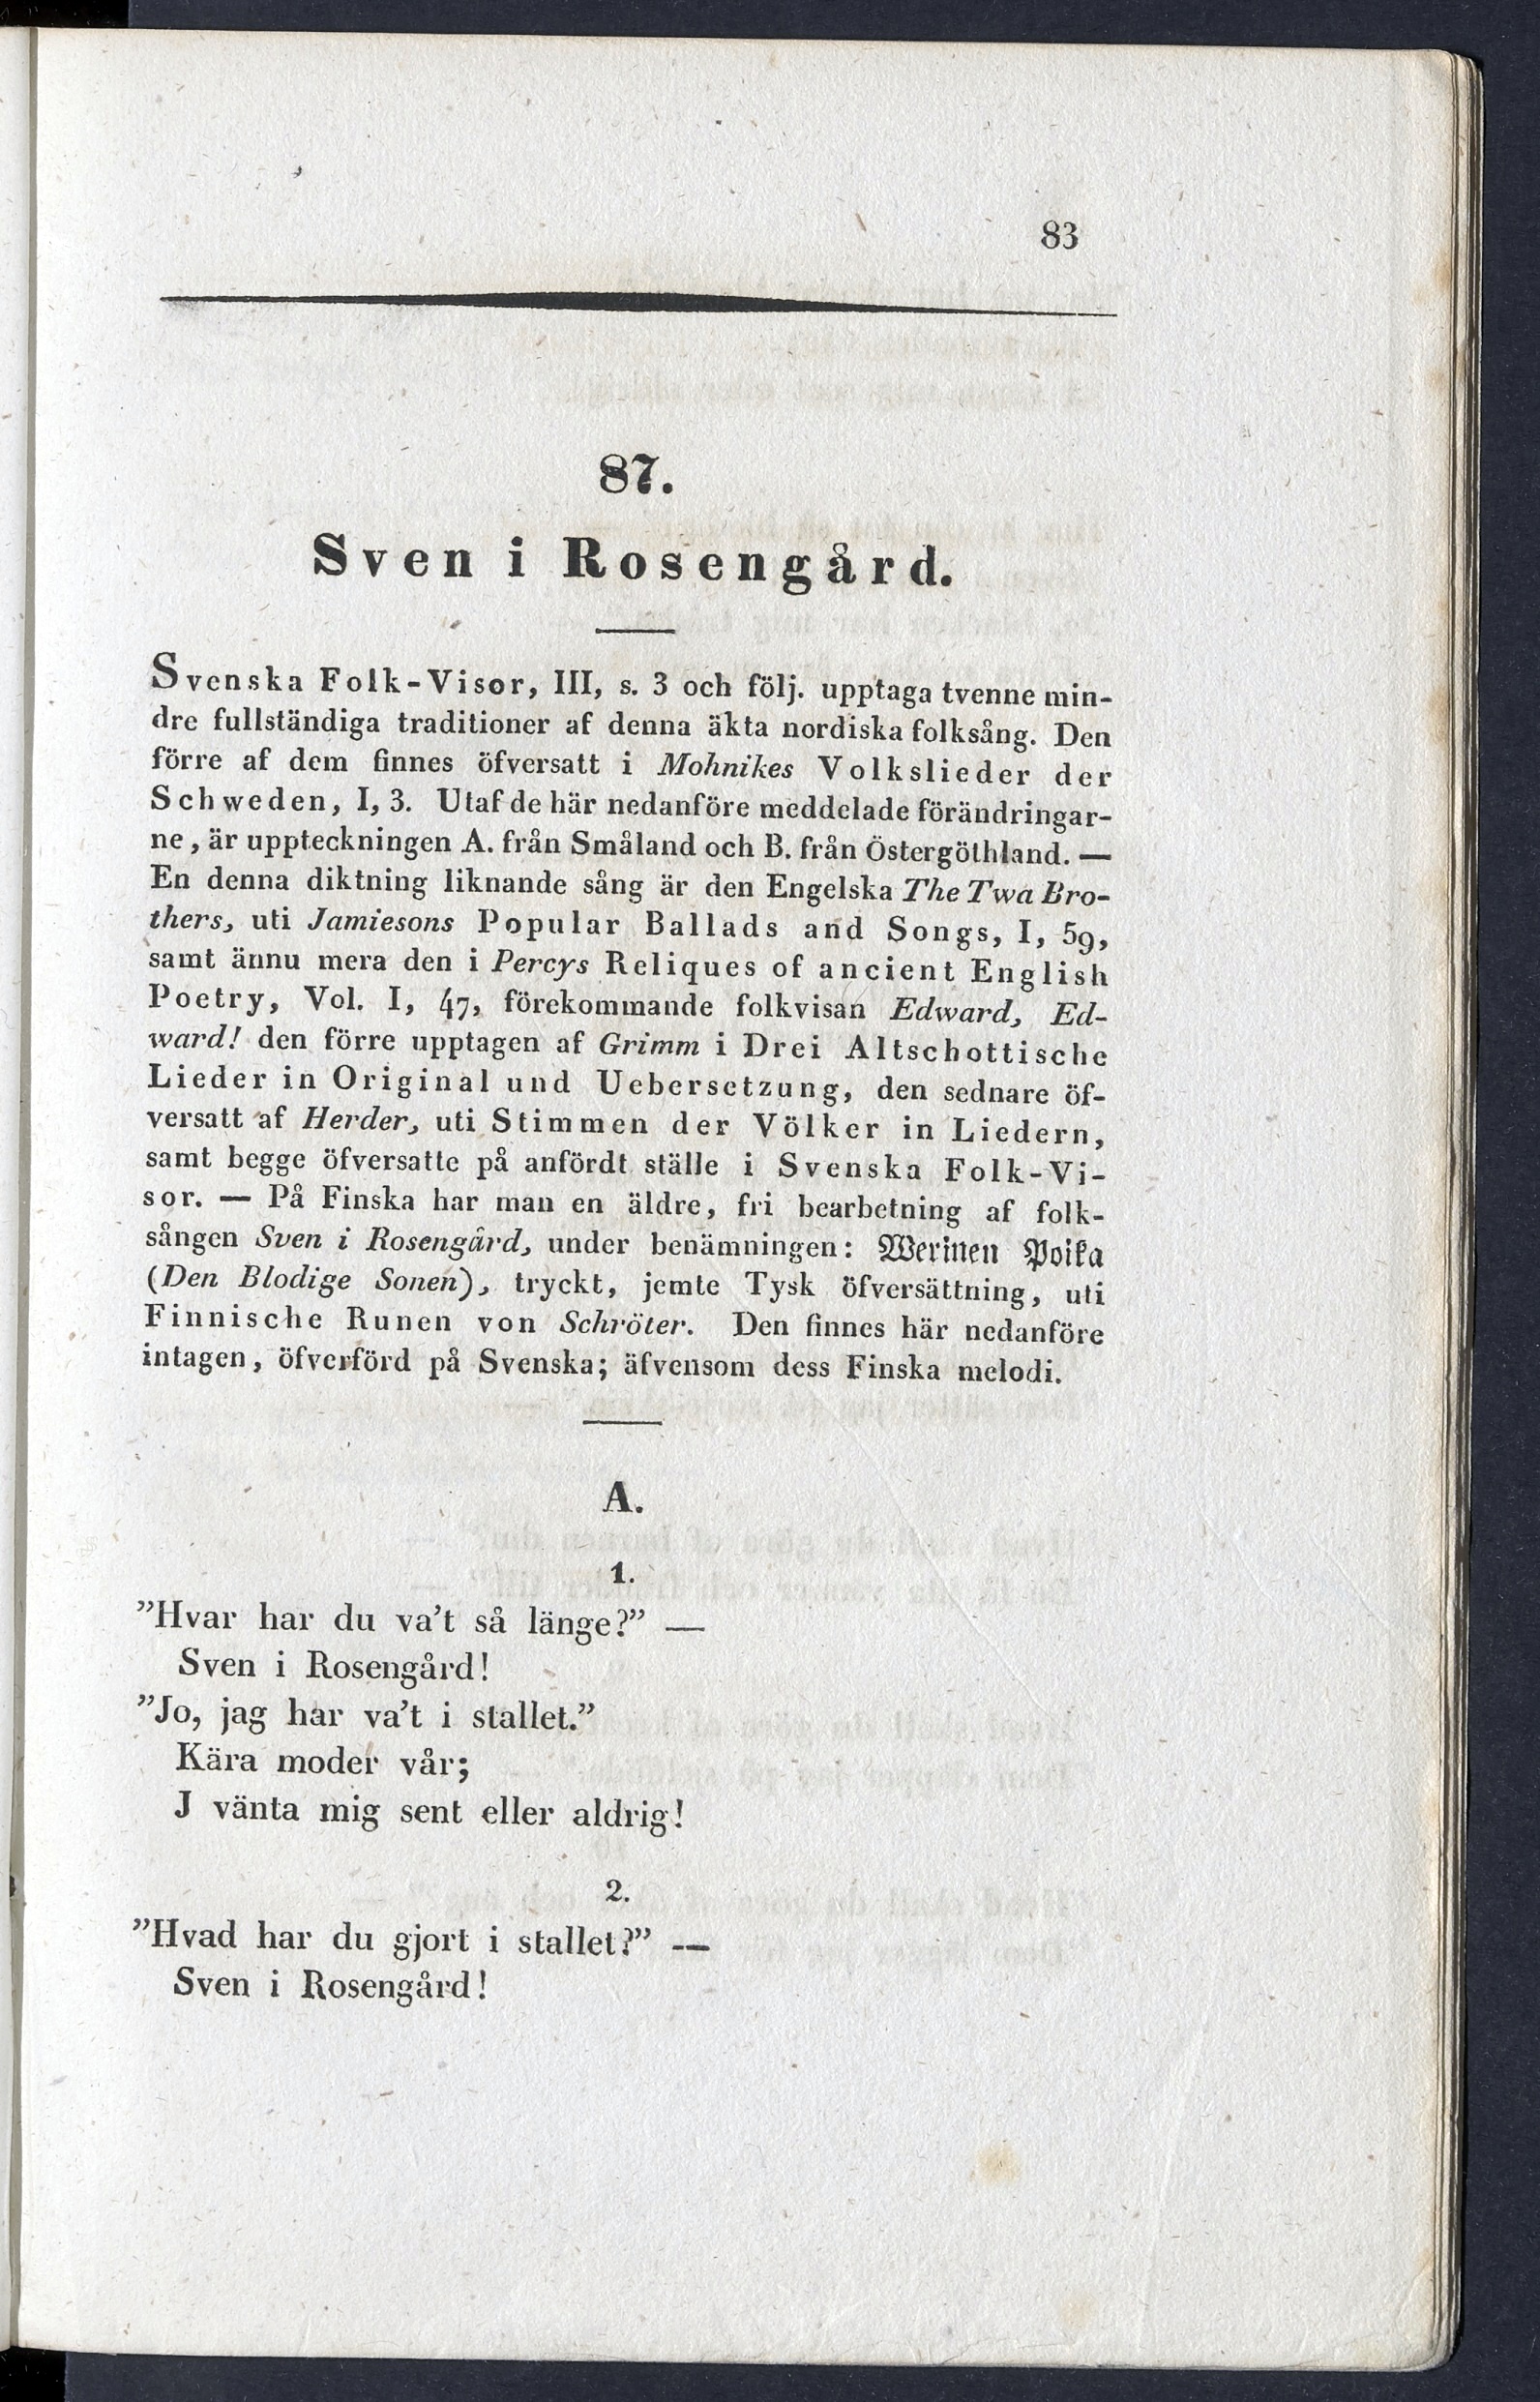 83
87.
Sven i Rosengård.
Svenska Folk-Visor, III, s. 3 och följ. upptaga tvenne min-
dre fullständiga traditioner af denna äkta nordiska folksång. Den
förre af dem finnes öfversatt i Mohnikes Volkslieder der
Schweden, I, 3. Utaf de här nedanföre meddelade förändringar-
ne, är uppteckningen A. från Småland och B. från Östergöthland. —
En denna diktning liknande sång är den Engelska The Twa Bro-
thers, uti Jamiesons Popular Ballads and Songs, I, 59,
samt ännu mera den i Percys Reliques of ancient English
Poetry, Vol. I, 47, förekommande folkvisan Edward, Ed-
ward! den förre upptagen af Grimm i Drei Altschottische
Lieder in Original und Uebersetzung, den sednare öf-
versatt af Herder, uti Stimmen der Völker in Liedern,
samt begge öfversatte på anfördt ställe i Svenska Folk-Vi-
sor. — På Finska har man en äldre, fri bearbetning af folk-
sången Sven i Rosengård, under benämningen: Werinen Poika
(Den Blodige Sonen), tryckt, jemte Tysk öfversättning, uti
Finnische Runen von Schröter. Den finnes här nedanföre
intagen, öfverförd på Svenska; äfvensom dess Finska melodi.
A.
1.
”Hvar har du va’t så länge?” —
Sven i Rosengård!
”Jo, jag har va’t i stallet.”
Kära moder vår;
J vänta mig sent eller aldrig!
2.
”Hvad har du gjort i stallet?” —
Sven i Rosengård!